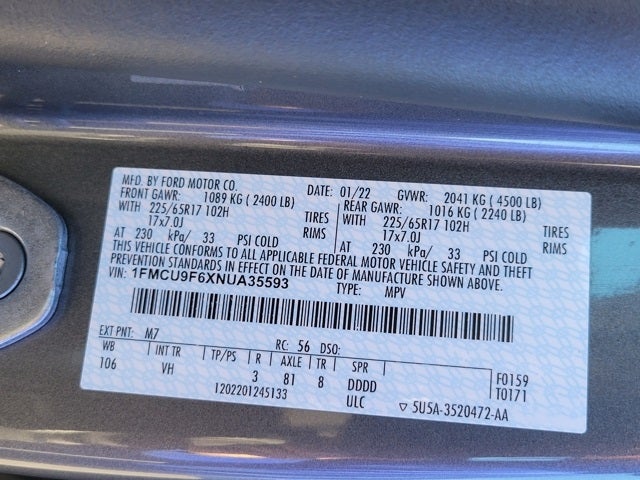 MFD. BY FORD MOTOR CO.
DATE: 01/22 GVWR: 2041 KG ( 4500 LB)
FRONT GAWR: 1089 KG ( 2400 LB) REAR GAWR: 1016 KG ( 2240 LB)
WITH 225/65R17 102H TIRES WITH 225/65R17 102H TIRES
17x7.0J RIMS 17x7.0J RIMS
AT 230 kPa/ 33 PSI COLD AT 230 kPa/ 33 PSI COLD
THIS VEHICLE CONFORMS TO ALL APPLICABLE FEDERAL MOTOR VEHICLE SAFETY AND THEFT
PREVENTION STANDARDS IN EFFECT ON THE DATE OF MANUFACTURE SHOWN ABOVE.
VIN: 1FMCU9F6XNUA35593 TYPE: MPV
EXT PNT: M7 RC: 56 DSO:
WB INT TR TP/PS R AXLE TR SPR F0159
106 VH 3 81 8 DDDD T0171
1202201245133 ULC 5U5A-3520472-AA